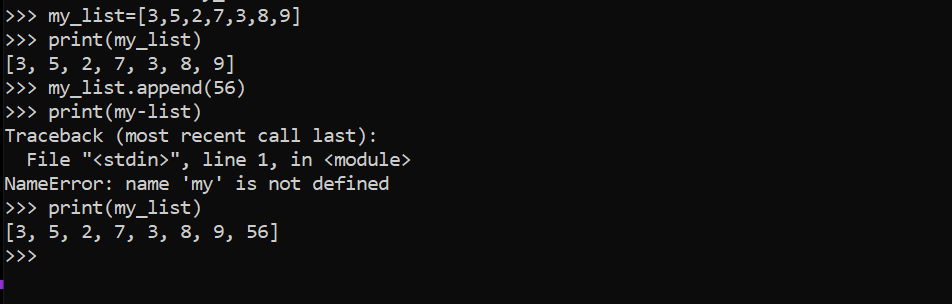 >>> my_list=[3,5,2,7,3,8,9]
>>> print(my_list)
[3, 5, 2, 7, 3, 8, 9]
>>> my_list.append(56)
>>> print(my-list)
Traceback (most recent call last):
  File "<stdin>", line 1, in <module>
NameError: name 'my' is not defined
>>> print(my_list)
[3, 5, 2, 7, 3, 8, 9, 56]
>>>